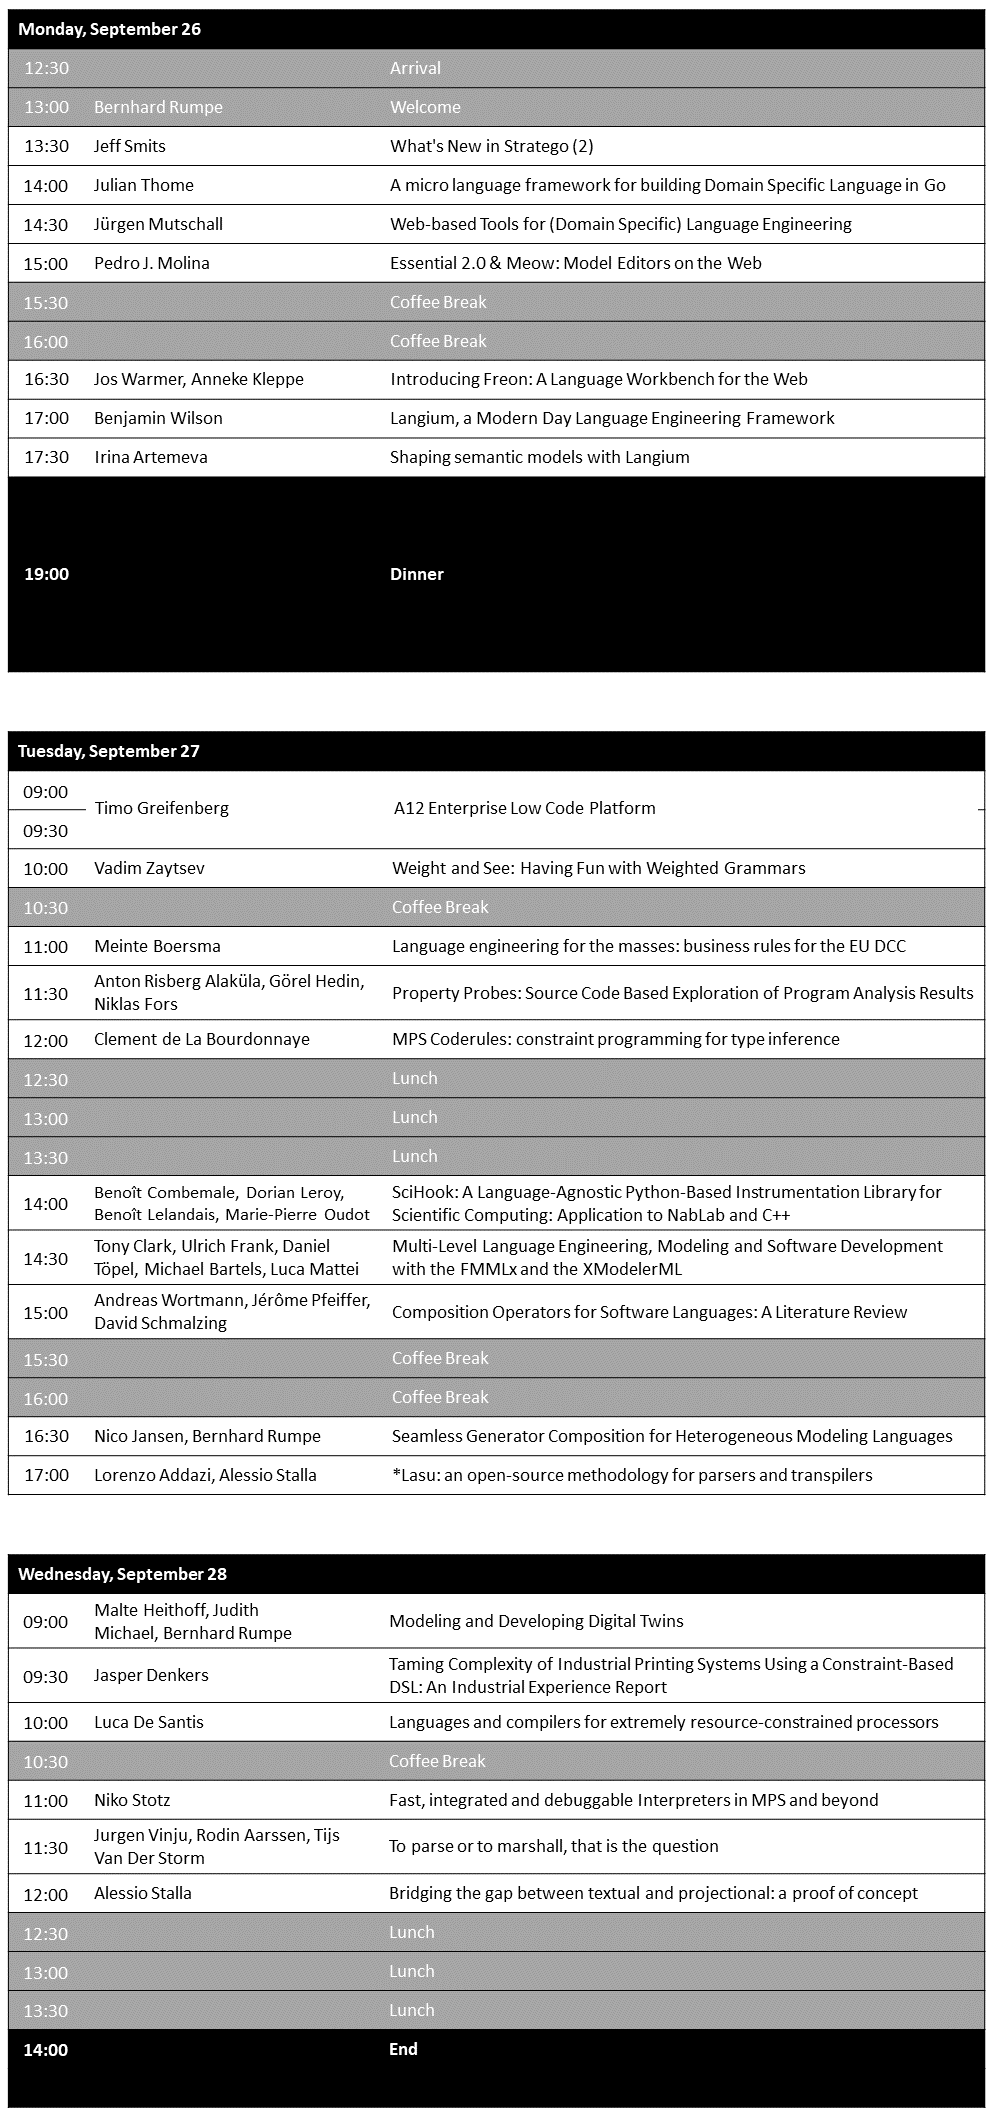 Monday, September 26
12:30 Arrival
13:00 Bernhard Rumpe Welcome
13:30 Jeff Smits What's New in Stratego (2)
14:00 Julian Thome A micro language framework for building Domain Specific Language in Go
14:30 Jürgen Mutschall Web-based Tools for (Domain Specific) Language Engineering
15:00 Pedro J. Molina Essential 2.0 & Meow: Model Editors on the Web
15:30 Coffee Break
16:00 Coffee Break
16:30 Jos Warmer, Anneke Kleppe Introducing Freon: A Language Workbench for the Web
17:00 Benjamin Wilson Langium, a Modern Day Language Engineering Framework
17:30 Irina Artemeva Shaping semantic models with Langium
19:00 Dinner
Tuesday, September 27
09:00
Timo Greifenberg A12 Enterprise Low Code Platform
09:30
10:00 Vadim Zaytsev Weight and See: Having Fun with Weighted Grammars
10:30 Coffee Break
11:00 Meinte Boersma Language engineering for the masses: business rules for the EU DCC
11:30 Anton Risberg Alaküla, Görel Hedin,
Niklas Fors
Property Probes: Source Code Based Exploration of Program Analysis Results
12:00 Clement de La Bourdonnaye MPS Coderules: constraint programming for type inference
12:30 Lunch
13:00 Lunch
13:30 Lunch
14:00 Benoît Combemale, Dorian Leroy,
Benoît Lelandais, Marie-Pierre Oudot
SciHook: A Language-Agnostic Python-Based Instrumentation Library for
Scientific Computing: Application to NabLab and C++
14:30 Tony Clark, Ulrich Frank, Daniel
Töpel, Michael Bartels, Luca Mattei
Multi-Level Language Engineering, Modeling and Software Development
with the FMMLx and the XModelerML
15:00 Andreas Wortmann, Jérôme Pfeiffer,
David Schmalzing
Composition Operators for Software Languages: A Literature Review
15:30 Coffee Break
16:00 Coffee Break
16:30 Nico Jansen, Bernhard Rumpe Seamless Generator Composition for Heterogeneous Modeling Languages
17:00 Lorenzo Addazi, Alessio Stalla *Lasu: an open-source methodology for parsers and transpilers
Wednesday, September 28
09:00 Malte Heithoff, Judith
Michael, Bernhard Rumpe
Modeling and Developing Digital Twins
09:30 Jasper Denkers Taming Complexity of Industrial Printing Systems Using a Constraint-Based
DSL: An Industrial Experience Report
10:00 Luca De Santis Languages and compilers for extremely resource-constrained processors
10:30 Coffee Break
11:00 Niko Stotz Fast, integrated and debuggable Interpreters in MPS and beyond
11:30 Jurgen Vinju, Rodin Aarssen, Tijs
Van Der Storm
To parse or to marshall, that is the question
12:00 Alessio Stalla Bridging the gap between textual and projectional: a proof of concept
12:30 Lunch
13:00 Lunch
13:30 Lunch
14:00 End